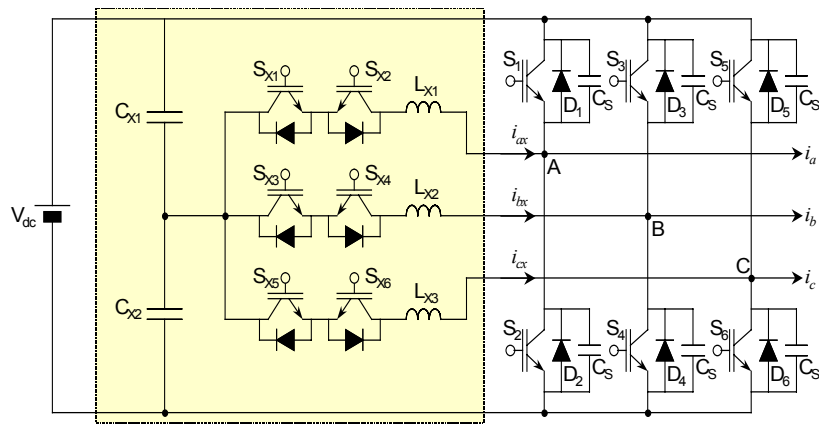 S1 S3 S5
SX1 SX2
LX1
D1 CS D3 CS D5 CS
CX1
iax
A
ia
SX3 SX4
LX2
Vdc
ibx
B
ib
SX5 SX6
LX3
icx
C
ic
CX2
S2 S4 S6
D2 CS D4 CS D6 CS